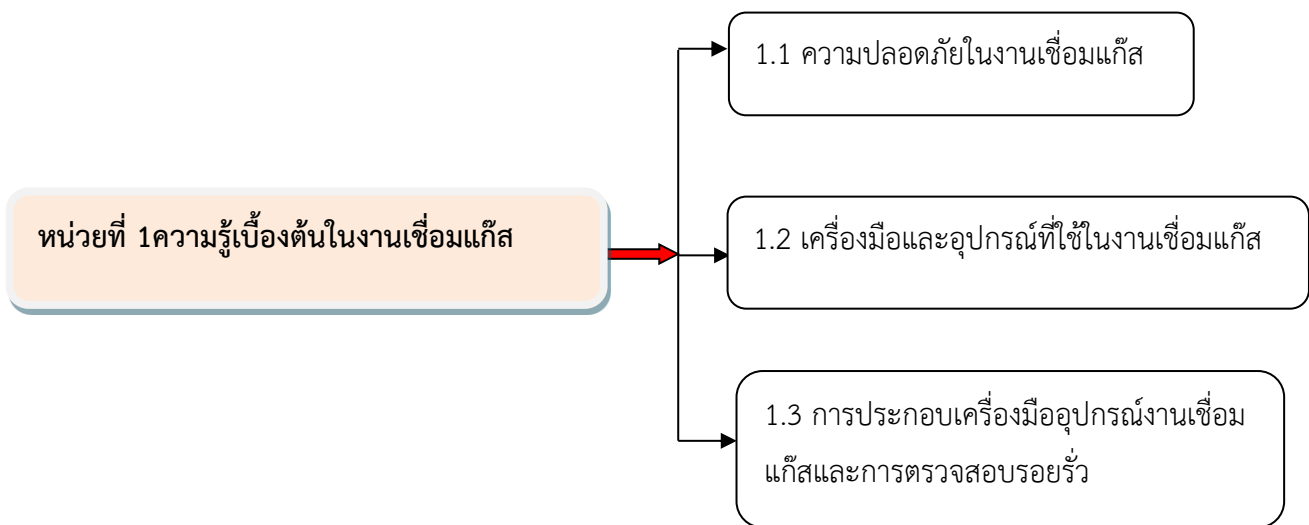 1.1 ความปลอดภัยในงานเชื่อมแก๊ส
หน่วยที่ 1ความรู้เบื้องต้นในงานเชื่อมแก๊ส
1.2 เครื่องมือและอุปกรณ์ที่ใช้ในงานเชื่อมแก๊ส
1.3 การประกอบเครื่องมืออุปกรณ์งานเชื่อม
แก๊สและการตรวจสอบรอยรั่ว